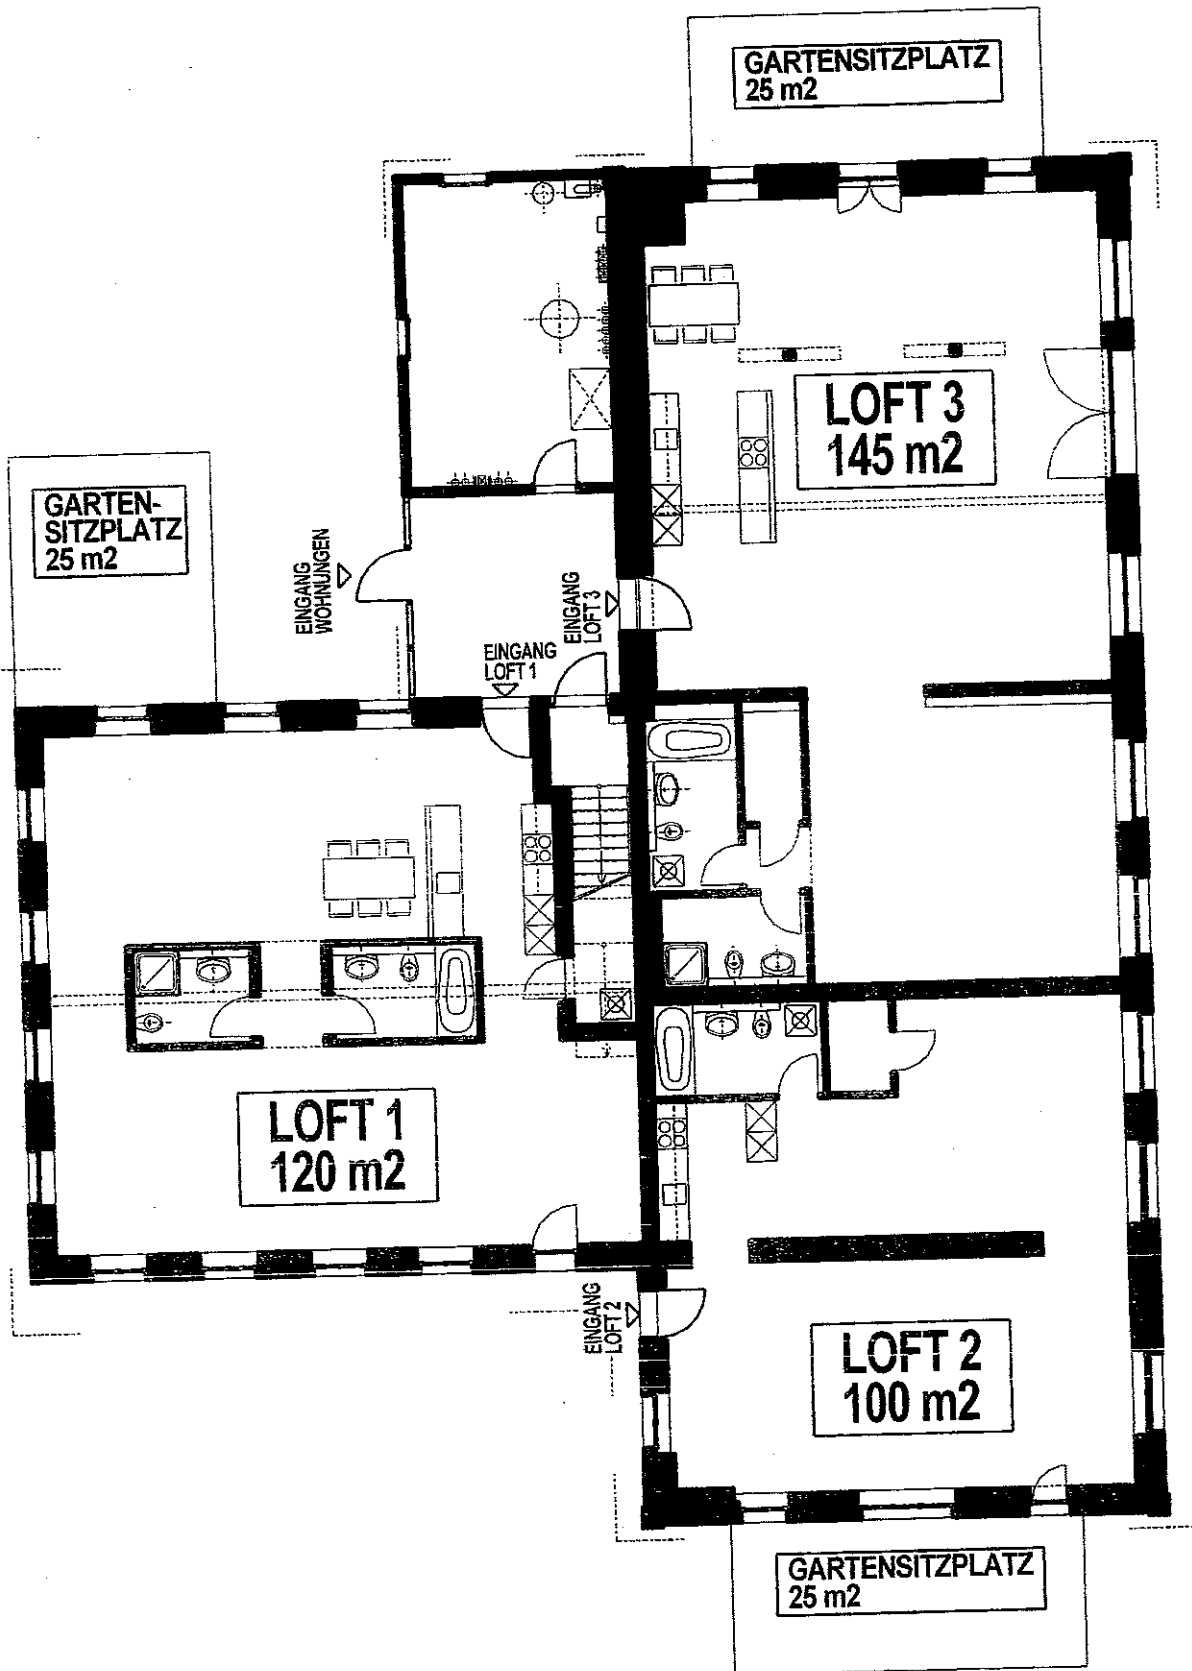 GARTENSITZPLATZ
25 m2
LOFT 3
145 m2
GARTEN-
SITZPLATZ
25 m2
EINGANG
WOHNUNGEN
EINGANG
LOFT 3
EINGANG
LOFT 1
LOFT 1
120 m2
EINGANG
LOFT 2
LOFT 2
100 m2
GARTENSITZPLATZ
25 m2